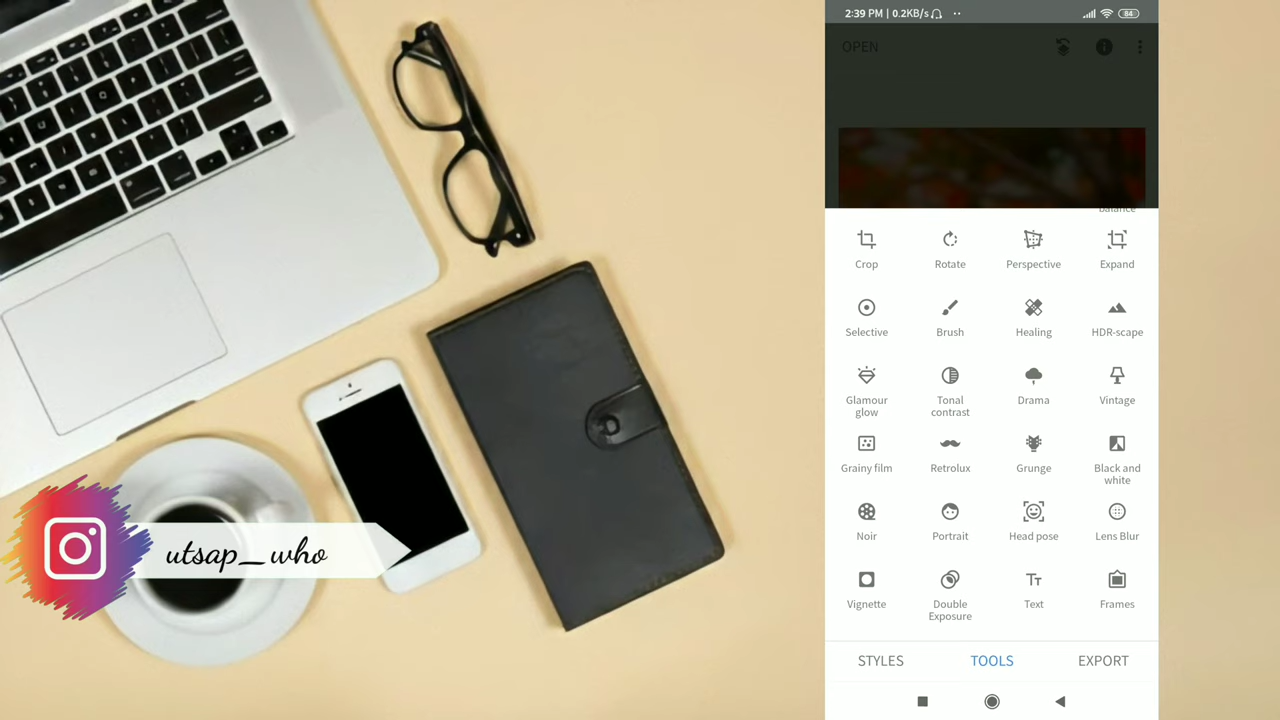 2:39 PM | 0.2KB/s
84
OPEN
balance
Crop Rotate Perspective Expand
Selective Brush Healing HDR-scape
Glamour glow Tonal contrast Drama Vintage
Grainy film Retrolux Grunge Black and white
Noir Portrait Head pose Lens Blur
Vignette Double Exposure Text Frames
STYLES TOOLS EXPORT
utsap_who